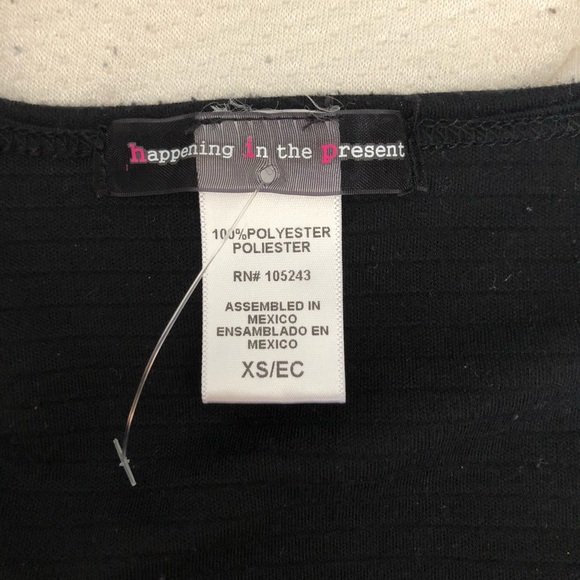 happening in the present
100%POLYESTER
POLIESTER
RN# 105243
ASSEMBLED IN
MEXICO
ENSAMBLADO EN
MEXICO
XS/EC